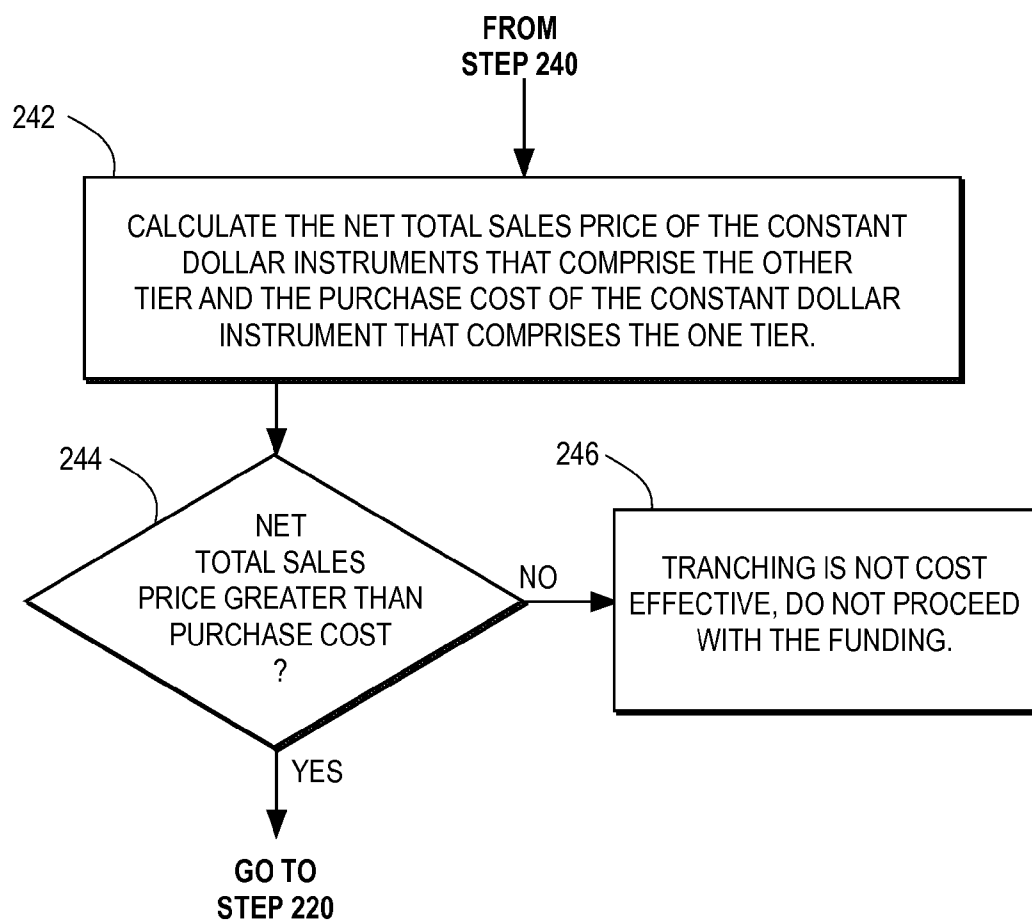 FROM
STEP 240
242
CALCULATE THE NET TOTAL SALES PRICE OF THE CONSTANT
DOLLAR INSTRUMENTS THAT COMPRISE THE OTHER
TIER AND THE PURCHASE COST OF THE CONSTANT DOLLAR
INSTRUMENT THAT COMPRISES THE ONE TIER.
244
NET
TOTAL SALES
PRICE GREATER THAN
PURCHASE COST
?
NO
246
TRANCHING IS NOT COST
EFFECTIVE, DO NOT PROCEED
WITH THE FUNDING.
YES
GO TO
STEP 220